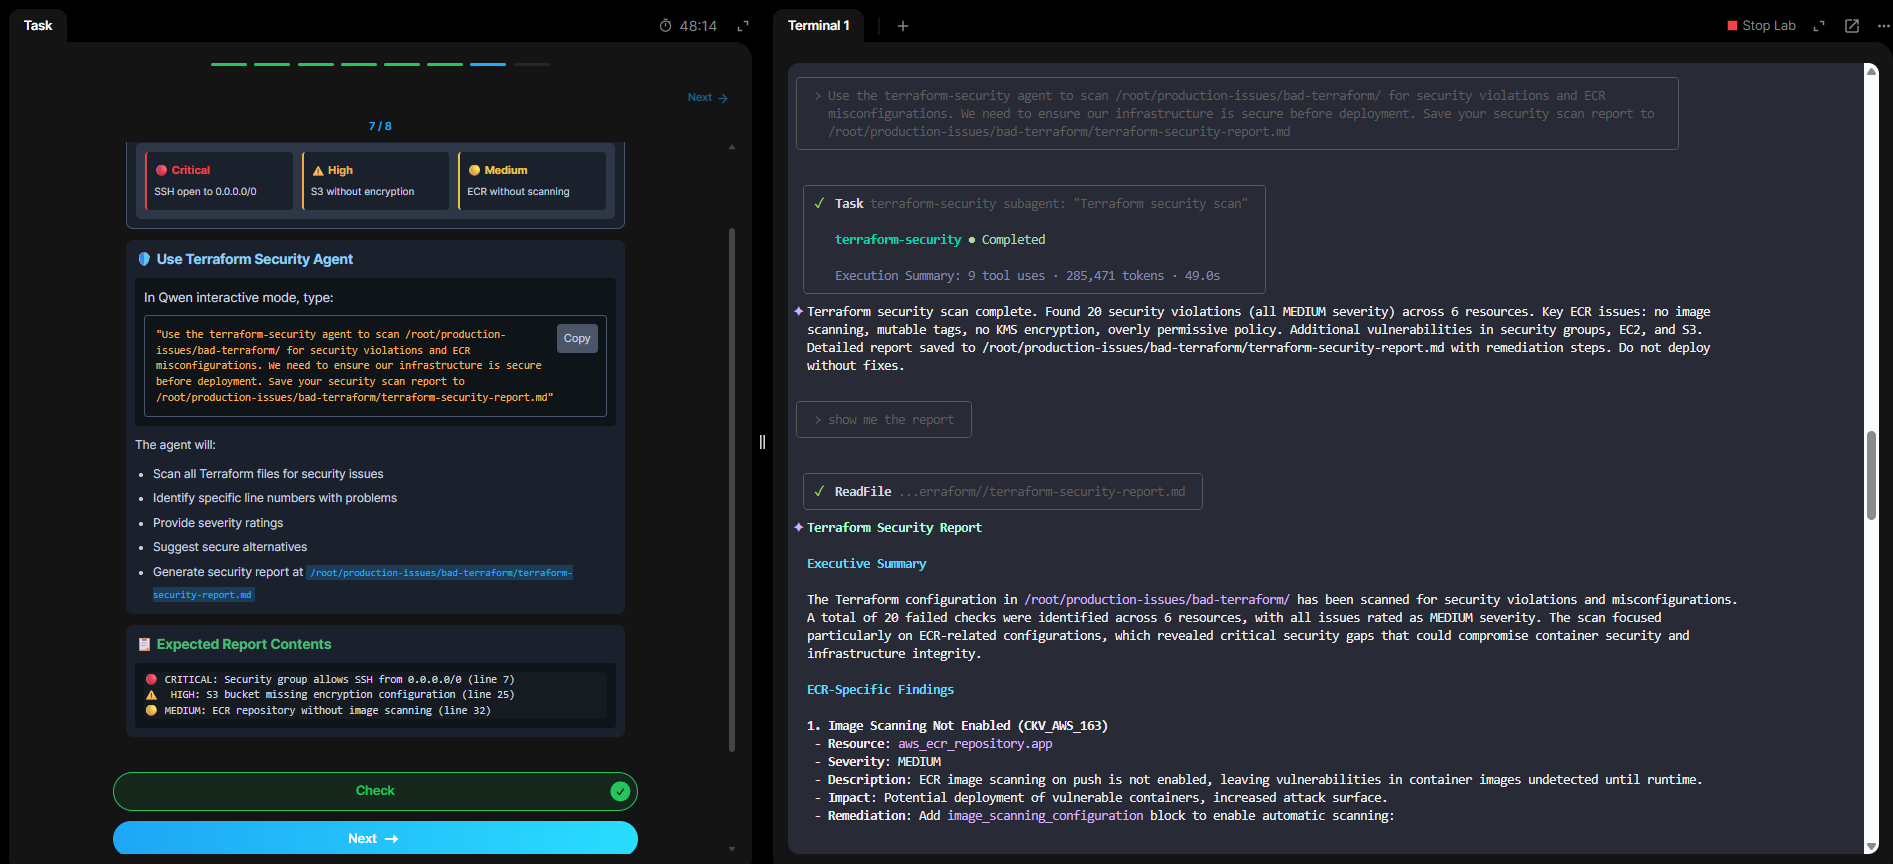 Task
48:14
Next →
7 / 8
Critical
SSH open to 0.0.0.0/0
High
S3 without encryption
Medium
ECR without scanning
Use Terraform Security Agent
In Qwen interactive mode, type:
"Use the terraform-security agent to scan /root/production-
issues/bad-terraform/ for security violations and ECR
misconfigurations. We need to ensure our infrastructure is secure
before deployment. Save your security scan report to
/root/production-issues/bad-terraform/terraform-security-report.md"
Copy
The agent will:
• Scan all Terraform files for security issues
• Identify specific line numbers with problems
• Provide severity ratings
• Suggest secure alternatives
• Generate security report at /root/production-issues/bad-terraform/terraform-
security-report.md
Expected Report Contents
CRITICAL: Security group allows SSH from 0.0.0.0/0 (line 7)
HIGH: S3 bucket missing encryption configuration (line 25)
MEDIUM: ECR repository without image scanning (line 32)
Check
Next →
Terminal 1
+
Stop Lab
> Use the terraform-security agent to scan /root/production-issues/bad-terraform/ for security violations and ECR
misconfigurations. We need to ensure our infrastructure is secure before deployment. Save your security scan report to
/root/production-issues/bad-terraform/terraform-security-report.md
✓ Task terraform-security subagent: "Terraform security scan"
terraform-security ● Completed
Execution Summary: 9 tool uses · 285,471 tokens · 49.0s
✦ Terraform security scan complete. Found 20 security violations (all MEDIUM severity) across 6 resources. Key ECR issues: no image
scanning, mutable tags, no KMS encryption, overly permissive policy. Additional vulnerabilities in security groups, EC2, and S3.
Detailed report saved to /root/production-issues/bad-terraform/terraform-security-report.md with remediation steps. Do not deploy
without fixes.
> show me the report
✓ ReadFile ...erraform//terraform-security-report.md
✦ Terraform Security Report
Executive Summary
The Terraform configuration in /root/production-issues/bad-terraform/ has been scanned for security violations and misconfigurations.
A total of 20 failed checks were identified across 6 resources, with all issues rated as MEDIUM severity. The scan focused
particularly on ECR-related configurations, which revealed critical security gaps that could compromise container security and
infrastructure integrity.
ECR-Specific Findings
1. Image Scanning Not Enabled (CKV_AWS_163)
- Resource: aws_ecr_repository.app
- Severity: MEDIUM
- Description: ECR image scanning on push is not enabled, leaving vulnerabilities in container images undetected until runtime.
- Impact: Potential deployment of vulnerable containers, increased attack surface.
- Remediation: Add image_scanning_configuration block to enable automatic scanning: